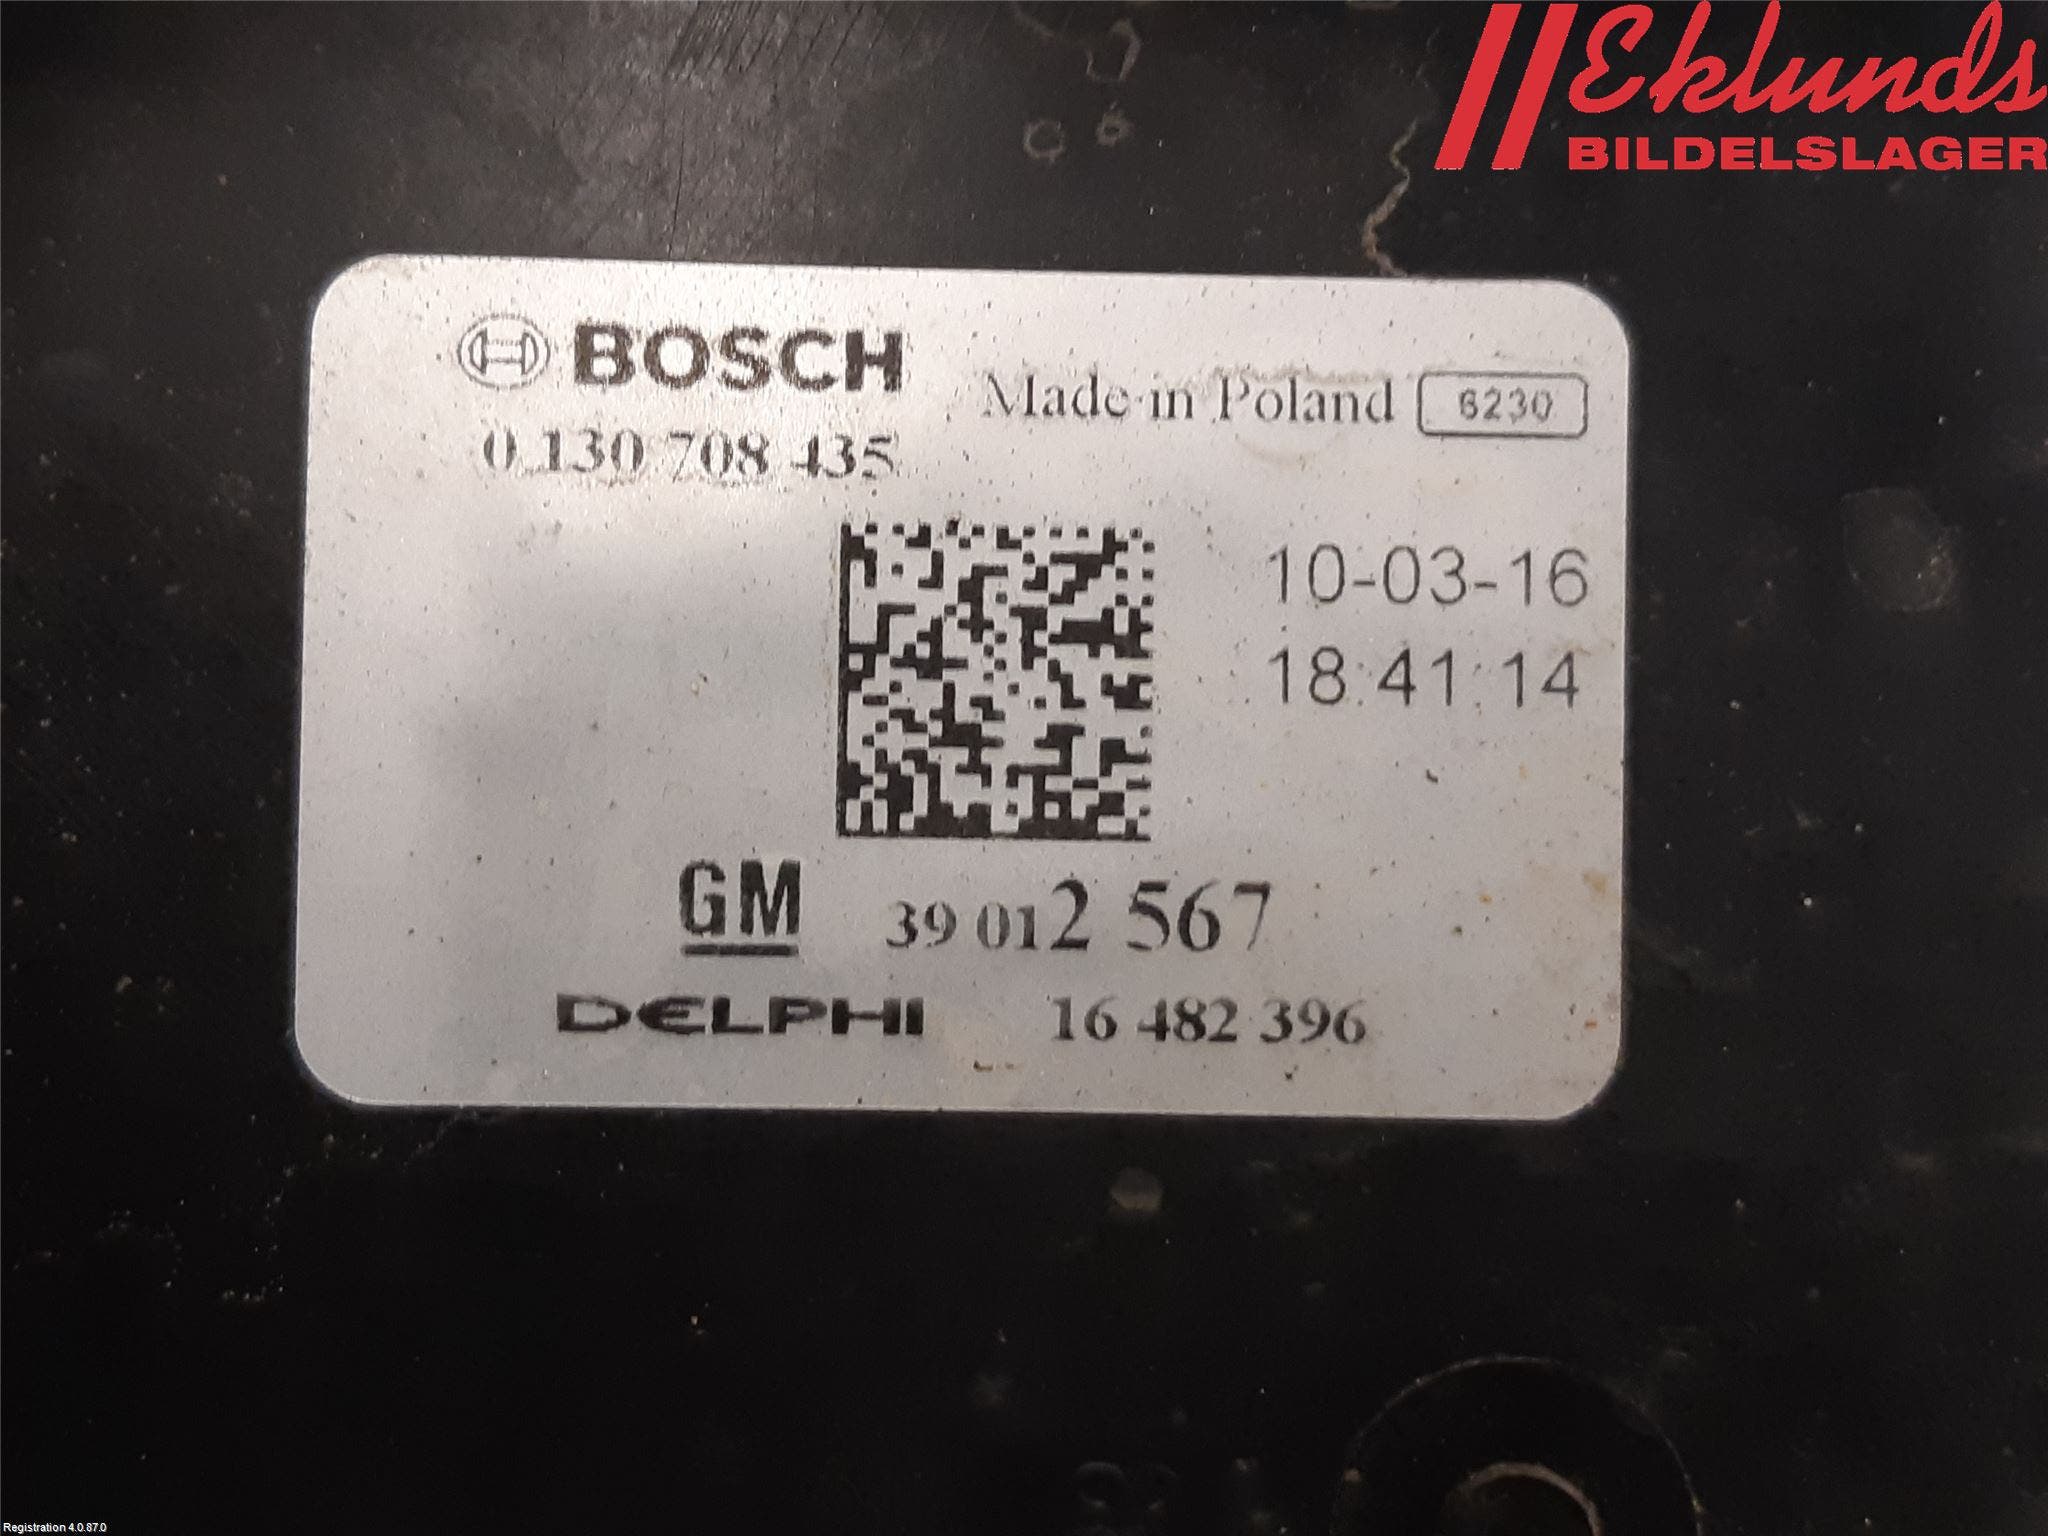 Eklunds
BILDELSLAGER
BOSCH
Made in Poland 6230
0 130 708 435
10-03-16
18:41:14
GM 39 012 567
DELPHI 16 482 396
Registration 4.0.87.0